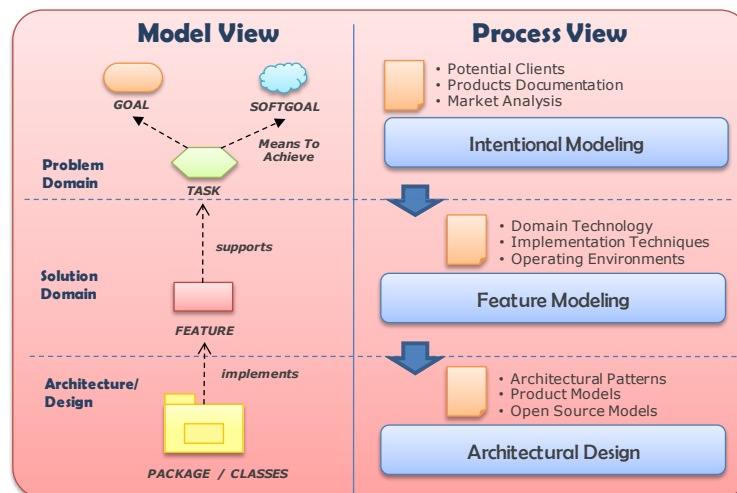 Model View
GOAL
SOFTGOAL
Means To
Achieve
Problem
Domain
TASK
supports
Solution
Domain
FEATURE
implements
Architecture/
Design
PACKAGE / CLASSES
Process View
• Potential Clients
• Products Documentation
• Market Analysis
Intentional Modeling
• Domain Technology
• Implementation Techniques
• Operating Environments
Feature Modeling
• Architectural Patterns
• Product Models
• Open Source Models
Architectural Design